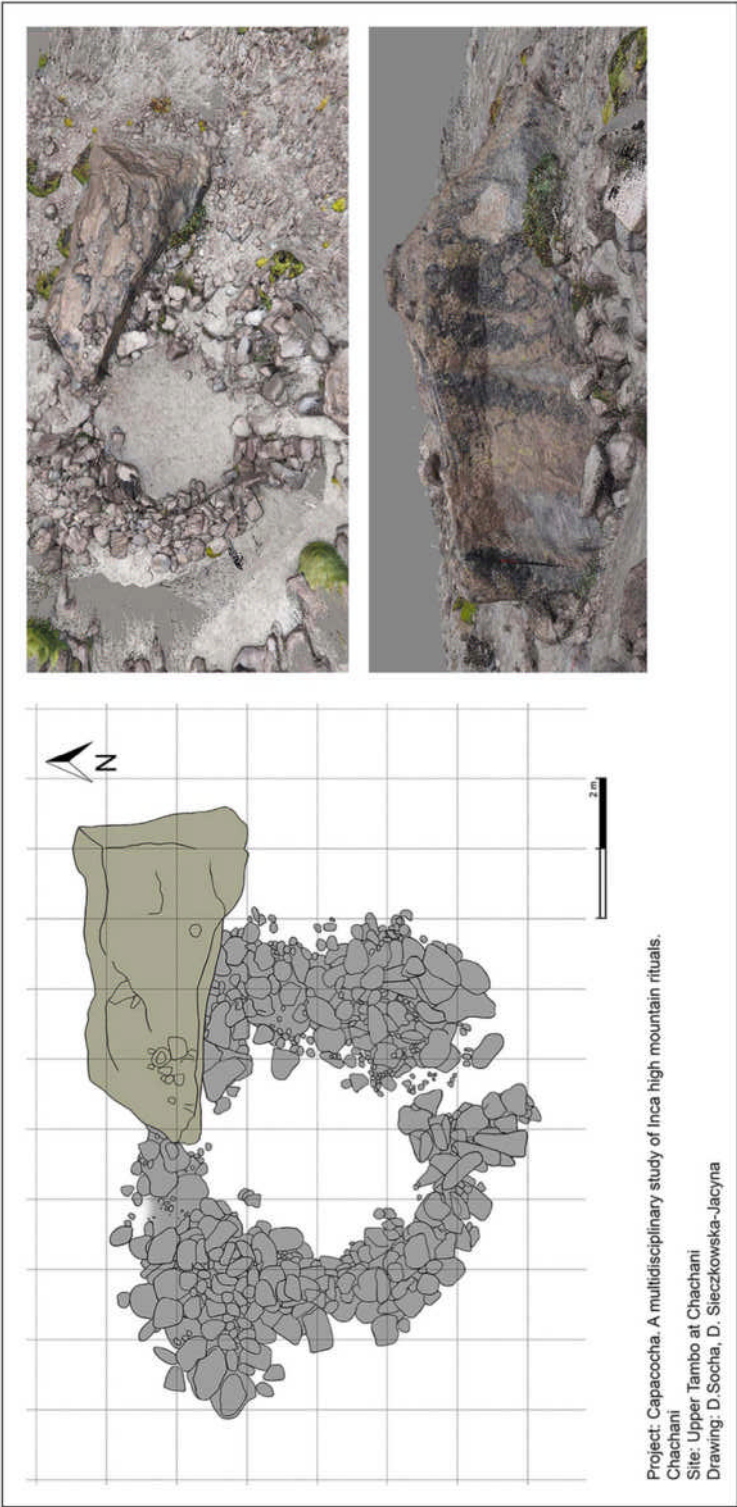 N
2 m
Project: Capacocha. A multidisciplinary study of Inca high mountain rituals.
Chachani
Site: Upper Tambo at Chachani
Drawing: D.Socha, D. Sieczkowska-Jacyna